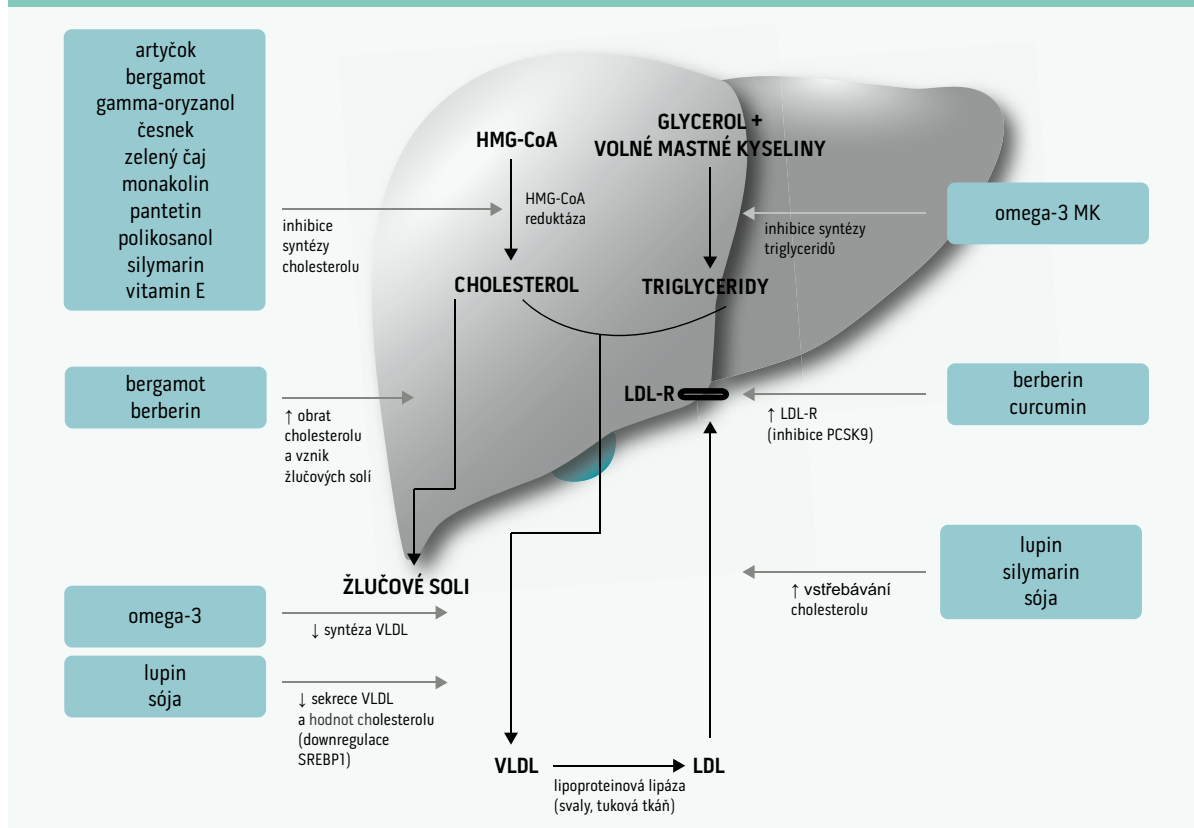 artyčok
bergamot
gamma-oryzanol
česnek
zelený čaj
monakolin
pantetin
polikosanol
silymarin
vitamin E
inhibice
syntézy
cholesterolu
HMG-CoA
HMG-CoA
reduktáza
CHOLESTEROL
GLYCEROL +
VOLNÉ MASTNÉ KYSELINY
TRIGLYCERIDY
inhibice syntézy
triglyceridů
omega-3 MK
bergamot
berberin
↑ obrat
cholesterolu
a vznik
žlučových solí
LDL-R
↑ LDL-R
(inhibice PCSK9)
berberin
curcumin
ŽLUČOVÉ SOLI
↑ vstřebávání
cholesterolu
lupin
silymarin
sója
omega-3
↓ syntéza VLDL
lupin
sója
↓ sekrece VLDL
a hodnot cholesterolu
(downregulace
SREBP1)
VLDL
lipoproteinová lipáza
(svaly, tuková tkáň)
LDL